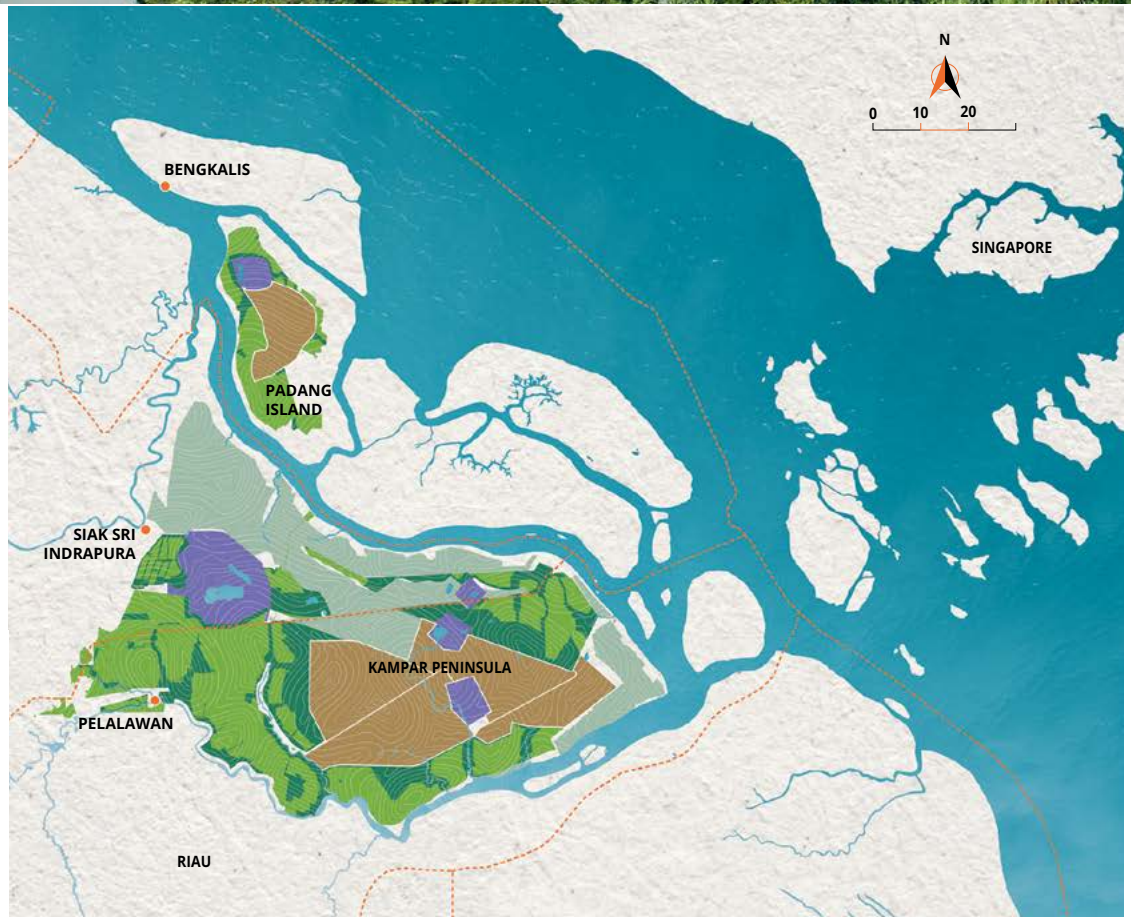 N
0 10 20
BENGKALIS
SINGAPORE
PADANG
ISLAND
SIAK SRI
INDRAPURA
KAMPAR PENINSULA
PELALAWAN
RIAU